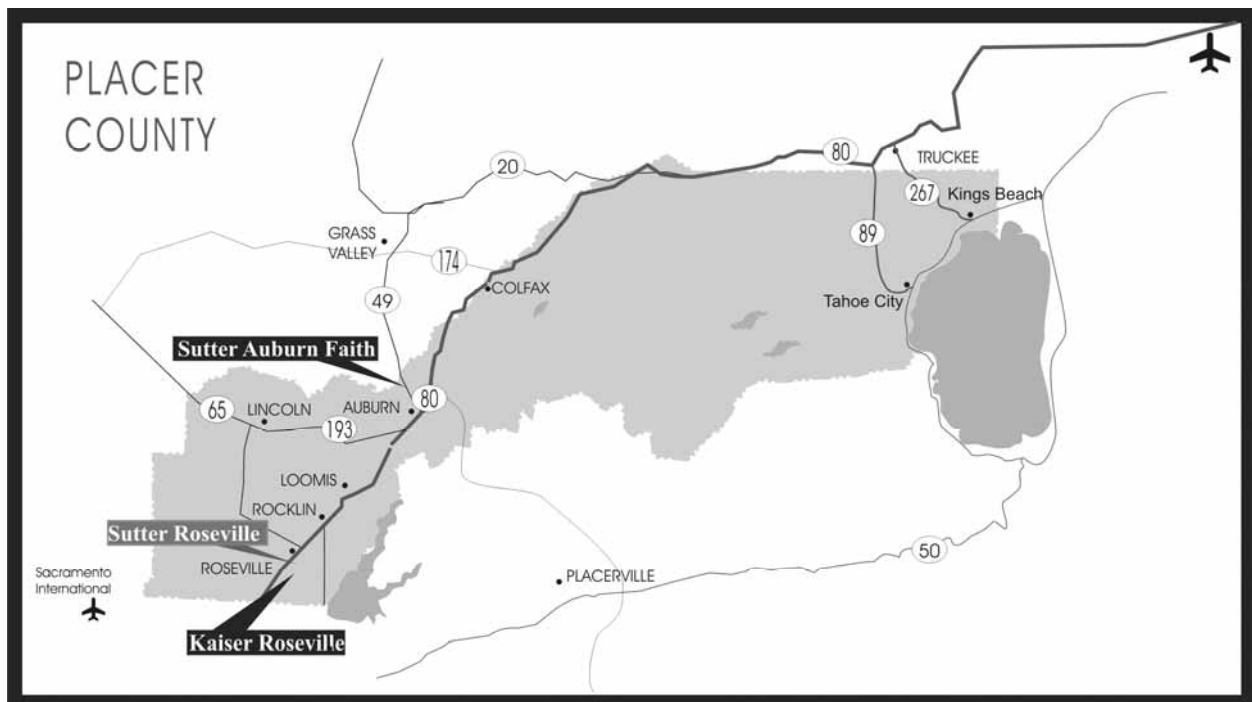 PLACER
COUNTY
20
80
TRUCKEE
267
Kings Beach
GRASS
VALLEY
174
89
COLFAX
49
Tahoe City
Sutter Auburn Faith
65
LINCOLN
AUBURN
80
193
LOOMIS
ROCKLIN
Sutter Roseville
ROSEVILLE
50
Sacramento
International
PLACERVILLE
Kaiser Roseville